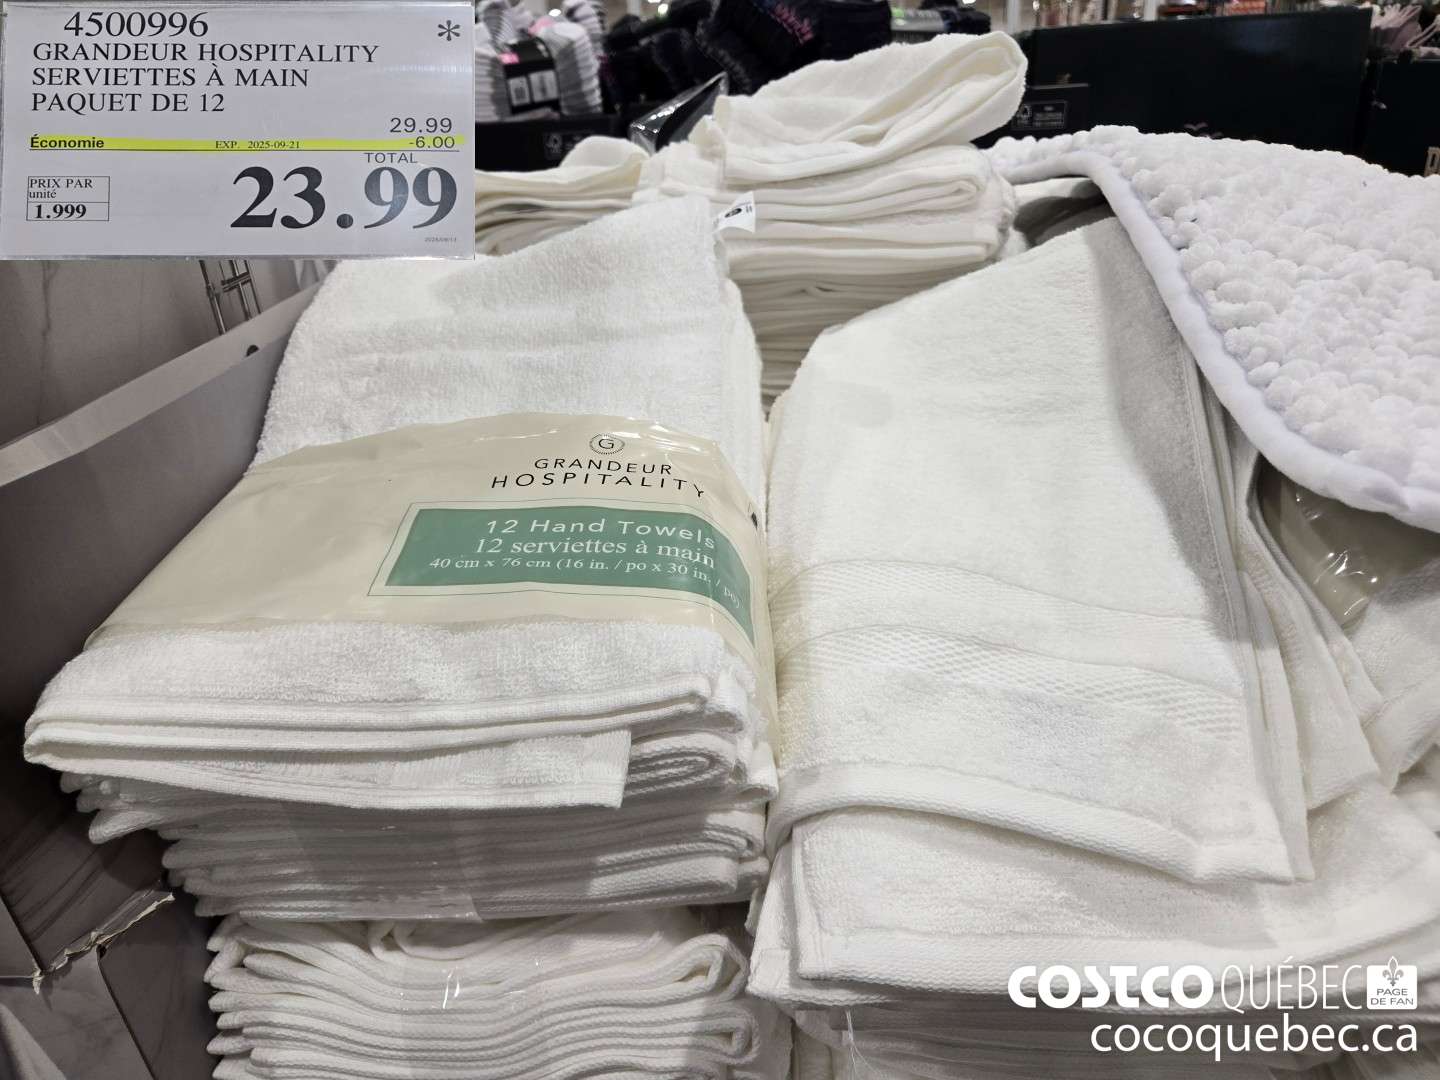 4500996 *
GRANDEUR HOSPITALITY
SERVIETTES À MAIN
PAQUET DE 12
29.99
Économie EXP. 2025-09-21 -6.00
TOTAL
23.99
PRIX PAR
unité
1.999
G
GRANDEUR
HOSPITALITY
12 Hand Towels
12 serviettes à main
40 cm x 76 cm (16 in. / po x 30 in. / po)
COSTCO QUÉBEC PAGE
DE FAN
cocoquebec.ca